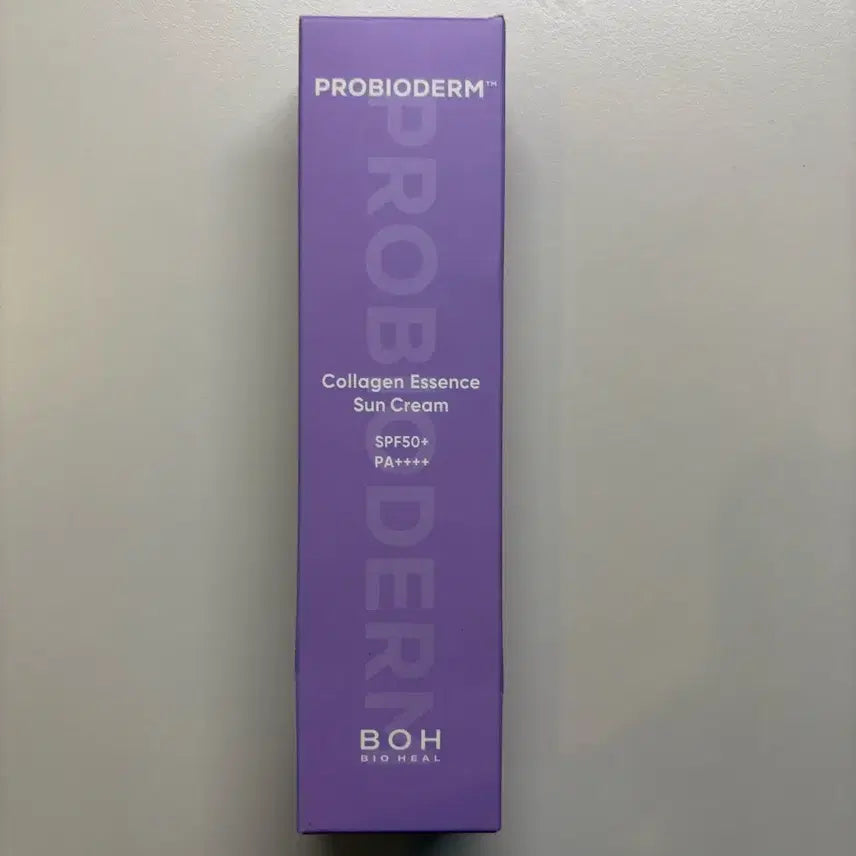 PROBIODERM™
PROBIODERM
Collagen Essence
Sun Cream
SPF50+
PA++++
BOH
BIO HEAL